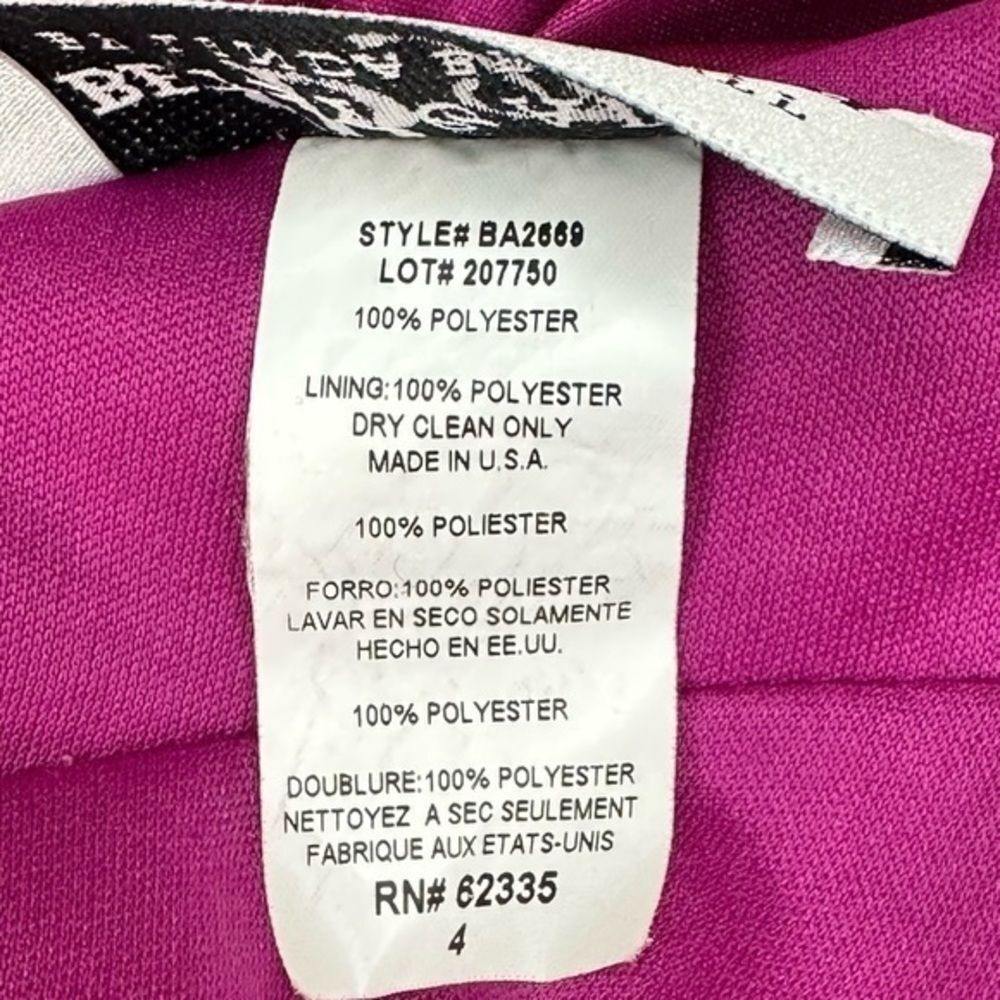 STYLE# BA2669
LOT# 207750
100% POLYESTER
LINING:100% POLYESTER
DRY CLEAN ONLY
MADE IN U.S.A.
100% POLIESTER
FORRO:100% POLIESTER
LAVAR EN SECO SOLAMENTE
HECHO EN EE.UU.
100% POLYESTER
DOUBLURE:100% POLYESTER
NETTOYEZ A SEC SEULEMENT
FABRIQUE AUX ETATS-UNIS
RN# 62335
4